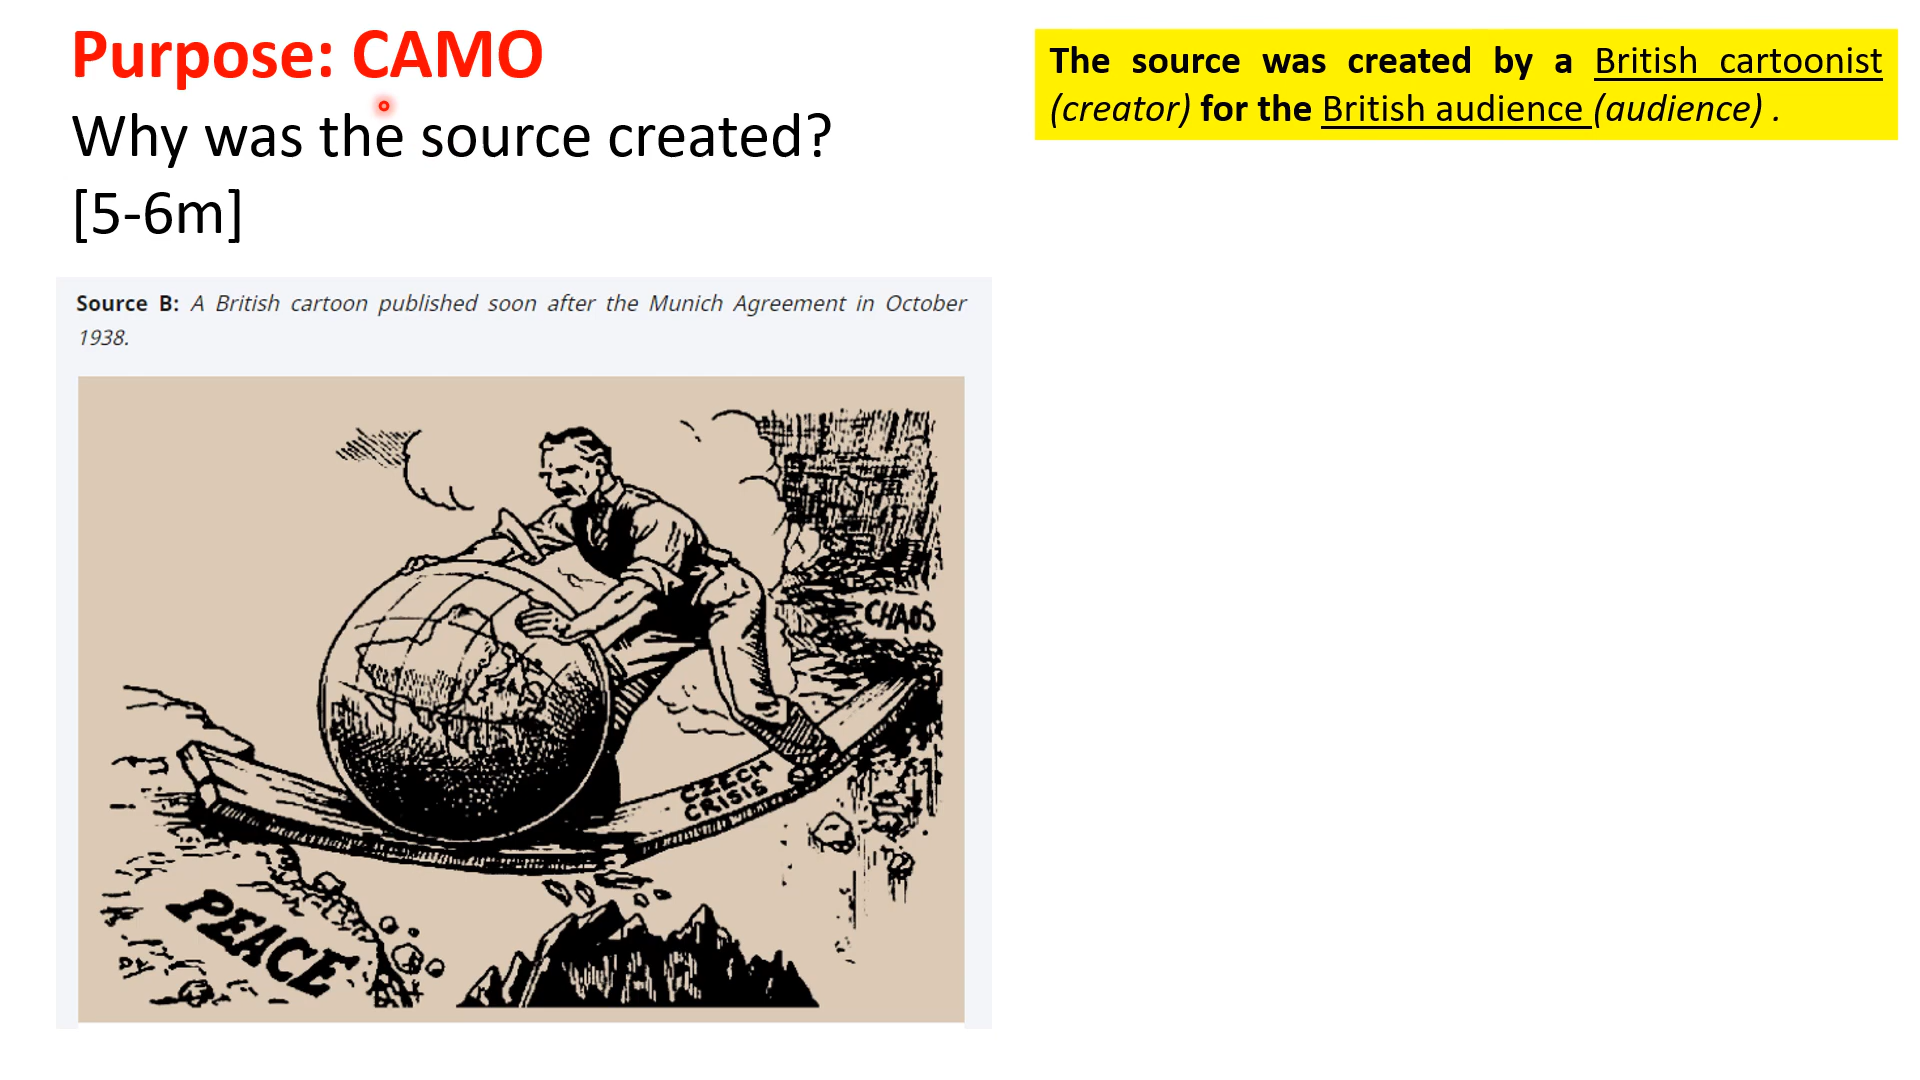 Purpose: CAMO
Why was the source created?
[5-6m]
The source was created by a British cartoonist
(creator) for the British audience (audience) .
Source B: A British cartoon published soon after the Munich Agreement in October
1938.
CHAOS
CZECH
CRISIS
PEACE
WAR